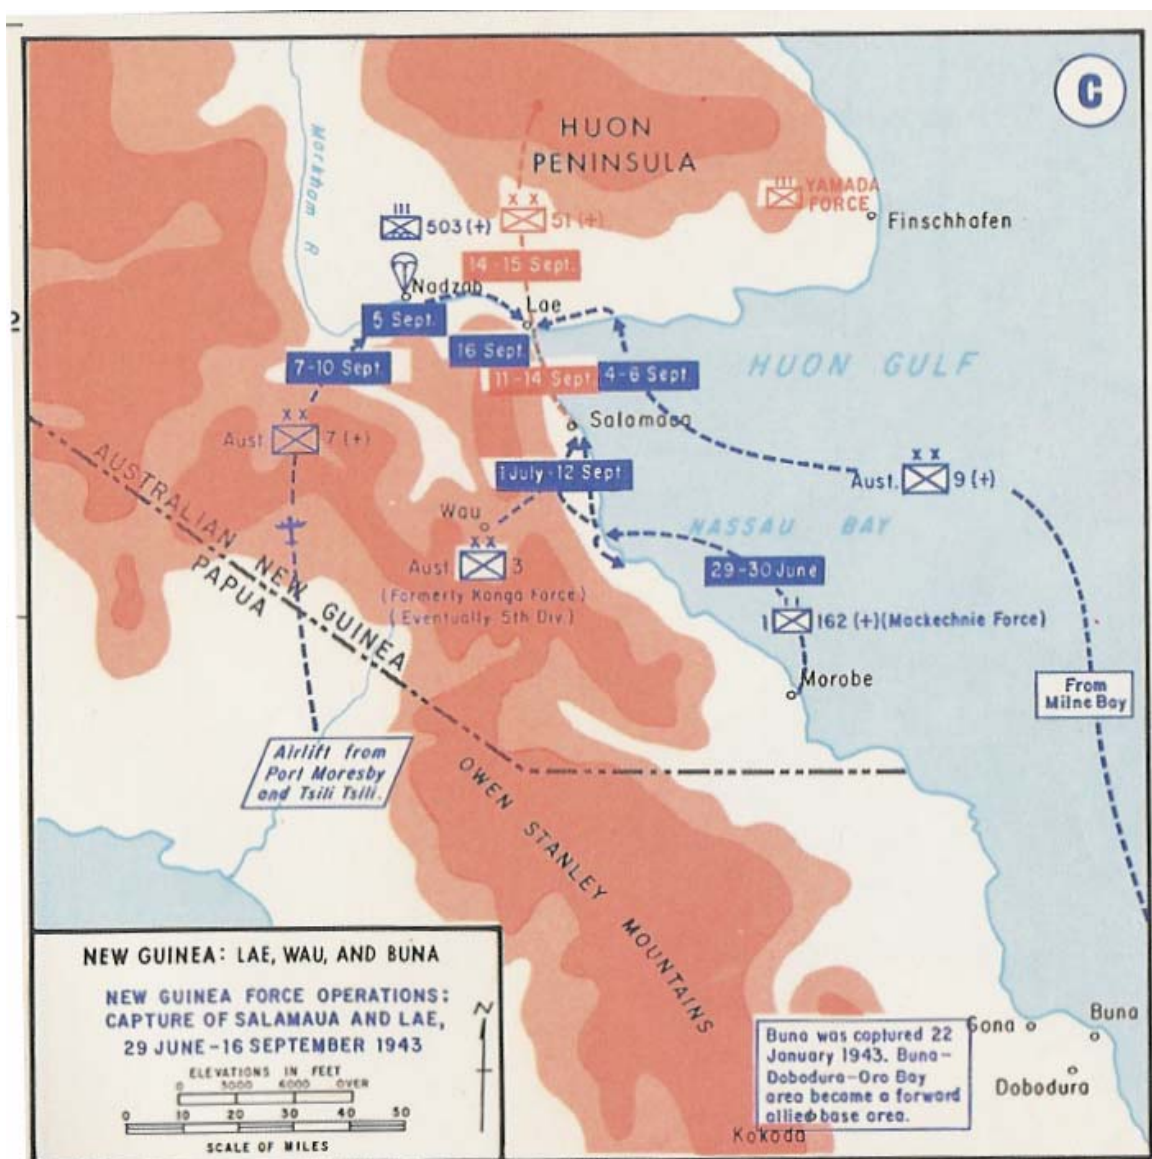 C
HUON
PENINSULA
Markham R
X X
51 (+)
III
YAMADA
FORCE
Finschhafen
III
503 (+)
14-15 Sept.
Nadzab
Lae
5 Sept.
16 Sept.
7-10 Sept.
11-14 Sept.
4-6 Sept.
HUON GULF
X X
Aust. 7 (+)
Salamaua
AUSTRALIAN NEW GUINEA
PAPUA
1 July-12 Sept
X X
Aust. 9 (+)
Wau
NASSAU BAY
X X
Aust. 3
(Formerly Kanga Force.)
(Eventually 5th Div.)
29-30 June
II
1 162 (+)(Mackechnie Force)
Morobe
From
Milne Bay
Airlift from
Port Moresby
and Tsili Tsili.
OWEN STANLEY MOUNTAINS
NEW GUINEA: LAE, WAU, AND BUNA
NEW GUINEA FORCE OPERATIONS:
CAPTURE OF SALAMAUA AND LAE,
29 JUNE-16 SEPTEMBER 1943
ELEVATIONS IN FEET
0 3000 6000 OVER
0 10 20 30 40 50
SCALE OF MILES
N
Buna was captured 22
January 1943. Buna-
Dobodura-Oro Bay
area become a forward
allied base area.
Gona
Buna
Dobodura
Kokoda